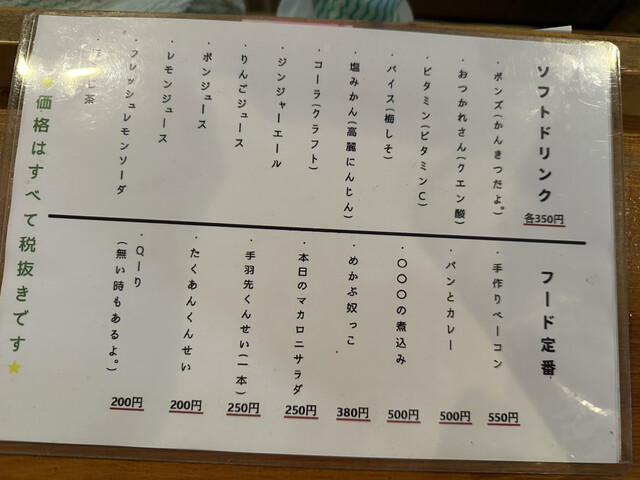 ソフトドリンク
各350円
・ポンズ(かんきつだよ。)
・おつかれさん(クエン酸)
・ビタミン(ビタミンC)
・バイス(梅しそ)
・塩みかん(高麗にんじん)
・コーラ(クラフト)
・ジンジャーエール
・りんごジュース
・ポンジュース
・レモンジュース
・フレッシュレモンソーダ
茶
フード定番
・手作りベーコン
550円
・パンとカレー
500円
・〇〇〇の煮込み
500円
・めかぶ奴っこ
380円
・本日のマカロニサラダ
250円
・手羽先くんせい(一本)
250円
・たくあんくんせい
200円
・Qーり
(無い時もあるよ。)
200円
★価格はすべて税抜きです★